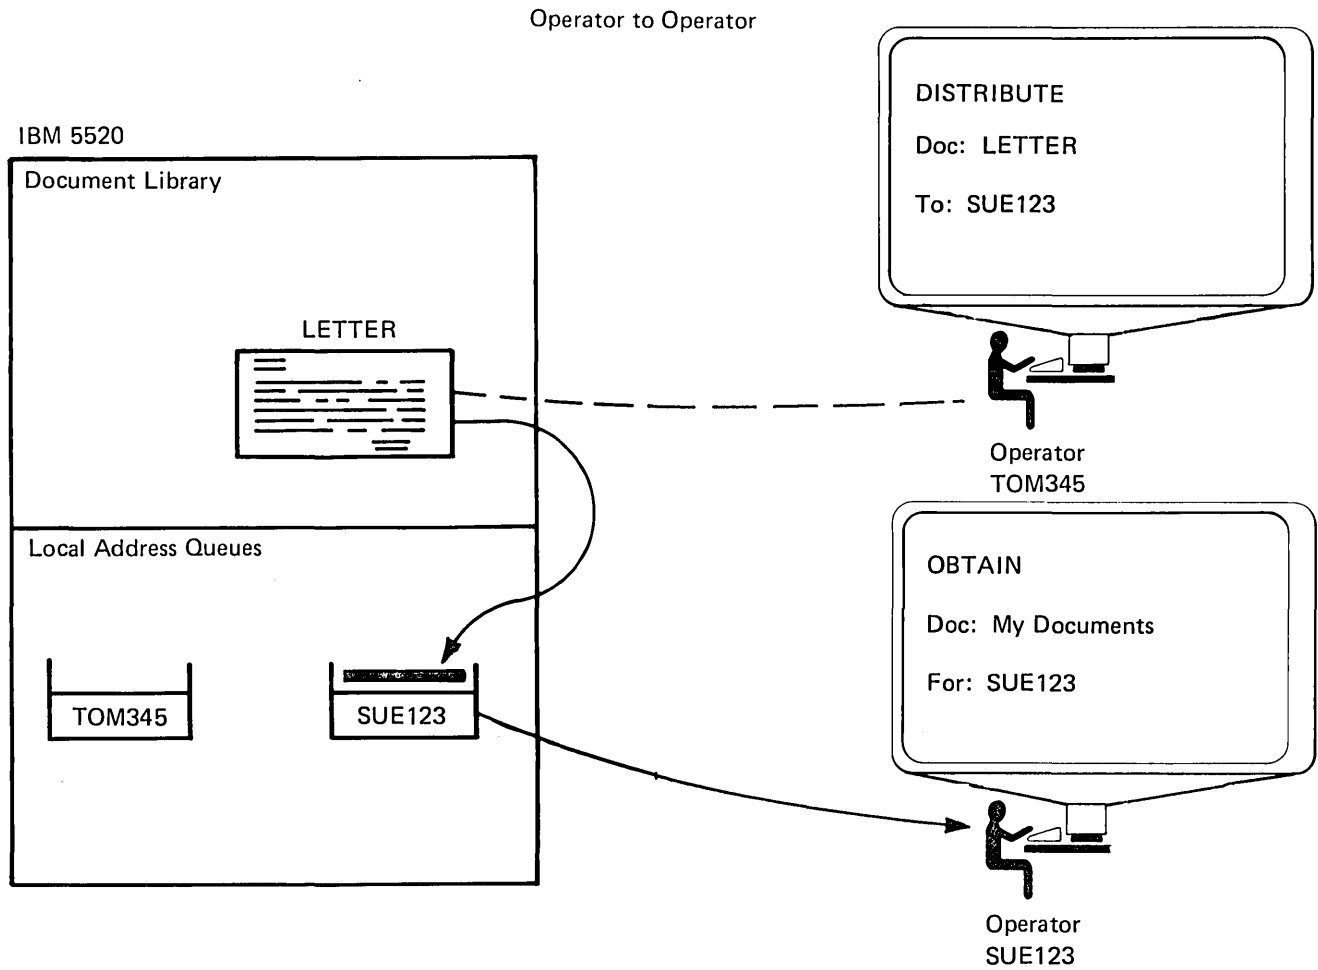 Operator to Operator
IBM 5520
Document Library
LETTER
Local Address Queues
TOM345
SUE123
DISTRIBUTE
Doc: LETTER
To: SUE123
Operator
TOM345
OBTAIN
Doc: My Documents
For: SUE123
Operator
SUE123